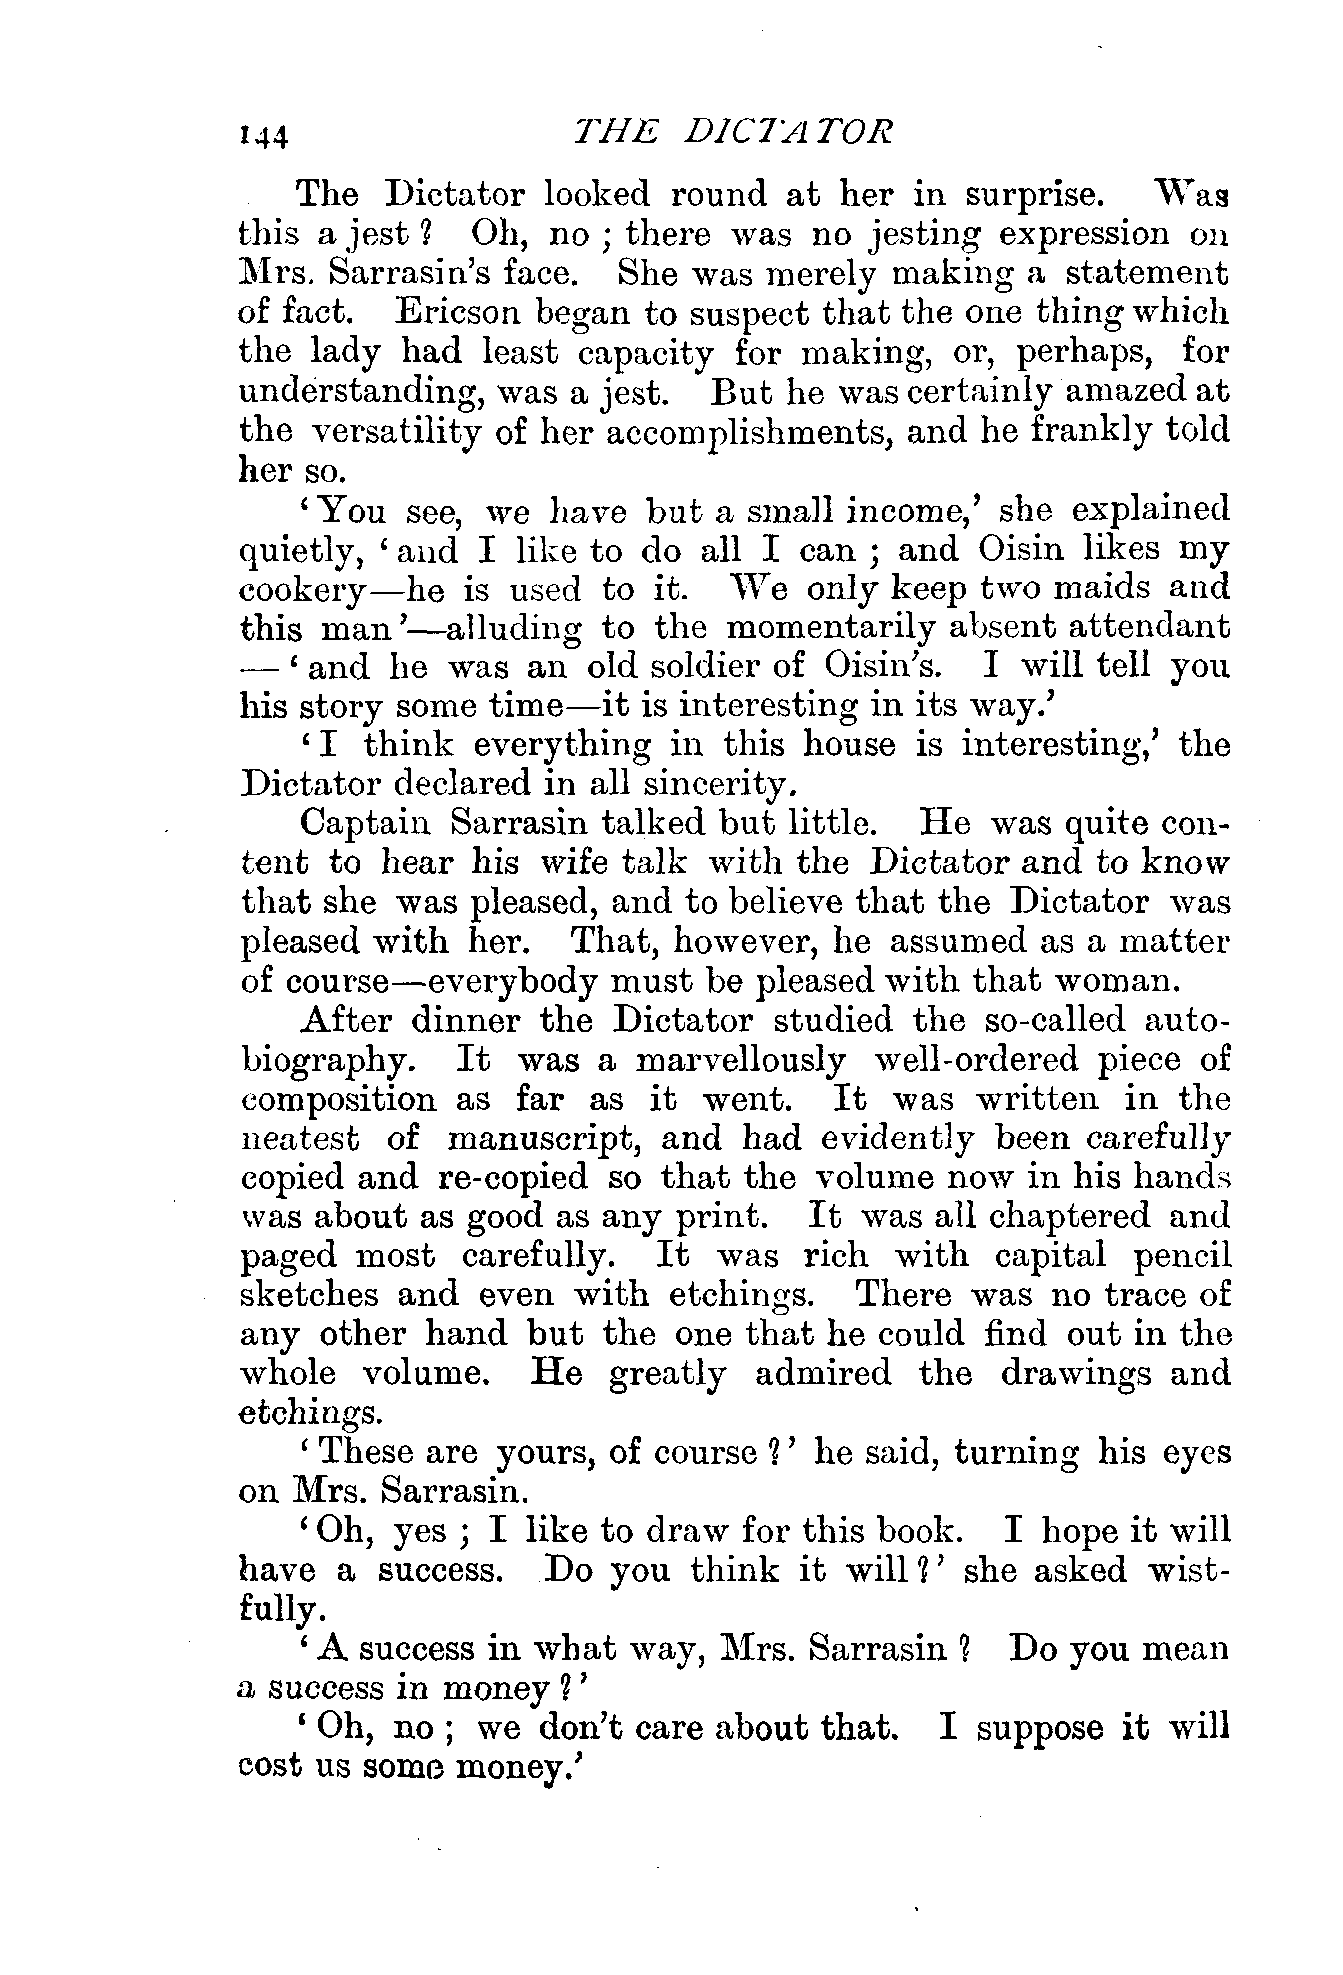 144 THE DICTATOR
The Dictator looked round at her in surprise. Was
this a jest? Oh, no; there was no jesting expression on
Mrs. Sarrasin's face. She was merely making a statement
of fact. Ericson began to suspect that the one thing which
the lady had least capacity for making, or, perhaps, for
understanding, was a jest. But he was certainly amazed at
the versatility of her accomplishments, and he frankly told
her so.
'You see, we have but a small income,' she explained
quietly, 'and I like to do all I can; and Oisin likes my
cookery—he is used to it. We only keep two maids and
this man'—alluding to the momentarily absent attendant
—'and he was an old soldier of Oisin's. I will tell you
his story some time—it is interesting in its way.'
'I think everything in this house is interesting,' the
Dictator declared in all sincerity.
Captain Sarrasin talked but little. He was quite con-
tent to hear his wife talk with the Dictator and to know
that she was pleased, and to believe that the Dictator was
pleased with her. That, however, he assumed as a matter
of course—everybody must be pleased with that woman.
After dinner the Dictator studied the so-called auto-
biography. It was a marvellously well-ordered piece of
composition as far as it went. It was written in the
neatest of manuscript, and had evidently been carefully
copied and re-copied so that the volume now in his hands
was about as good as any print. It was all chaptered and
paged most carefully. It was rich with capital pencil
sketches and even with etchings. There was no trace of
any other hand but the one that he could find out in the
whole volume. He greatly admired the drawings and
etchings.
'These are yours, of course?' he said, turning his eyes
on Mrs. Sarrasin.
'Oh, yes; I like to draw for this book. I hope it will
have a success. Do you think it will?' she asked wist-
fully.
'A success in what way, Mrs. Sarrasin? Do you mean
a success in money?'
'Oh, no; we don't care about that. I suppose it will
cost us some money.'